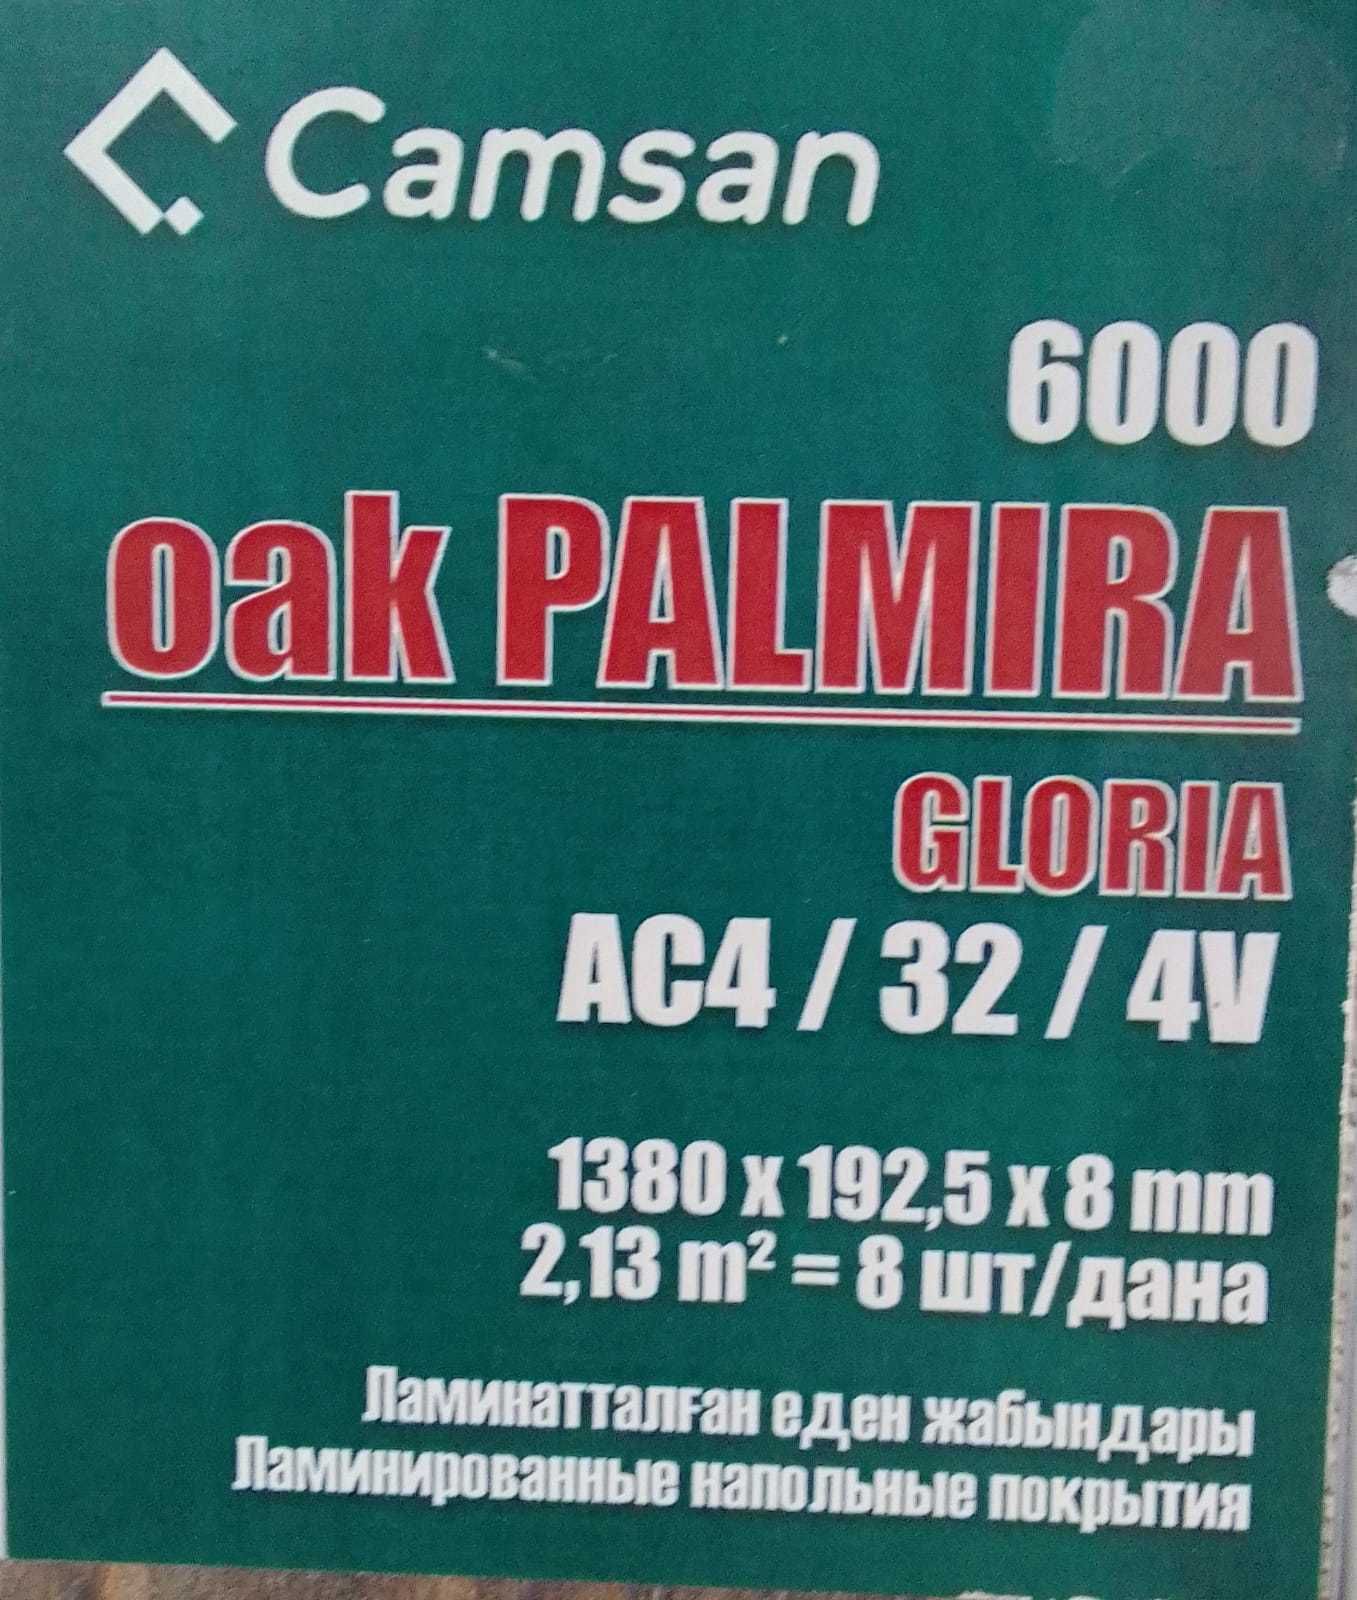 Camsan
6000
oak PALMIRA
GLORIA
AC4 / 32 / 4V
1380 x 192,5 x 8 mm
2,13 m² = 8 шт/дана
Ламинатталған еден жабындары
Ламинированные напольные покрытия